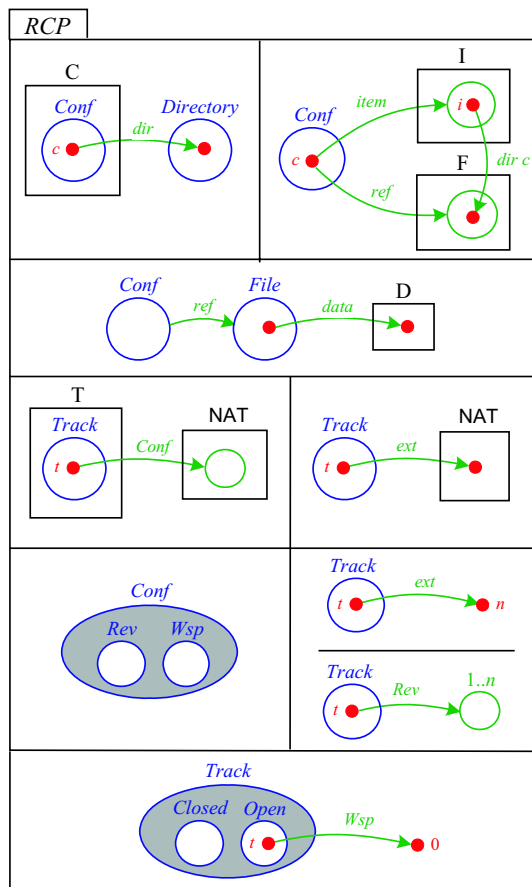 RCP
C
Conf
Directory
c
dir
I
Conf
item
i
c
ref
F
dir c
Conf
File
ref
data
D
T
Track
t
Conf
NAT
Track
t
ext
NAT
Conf
Rev
Wsp
Track
t
ext
n
Track
t
Rev
1..n
Track
Closed
Open
t
Wsp
0